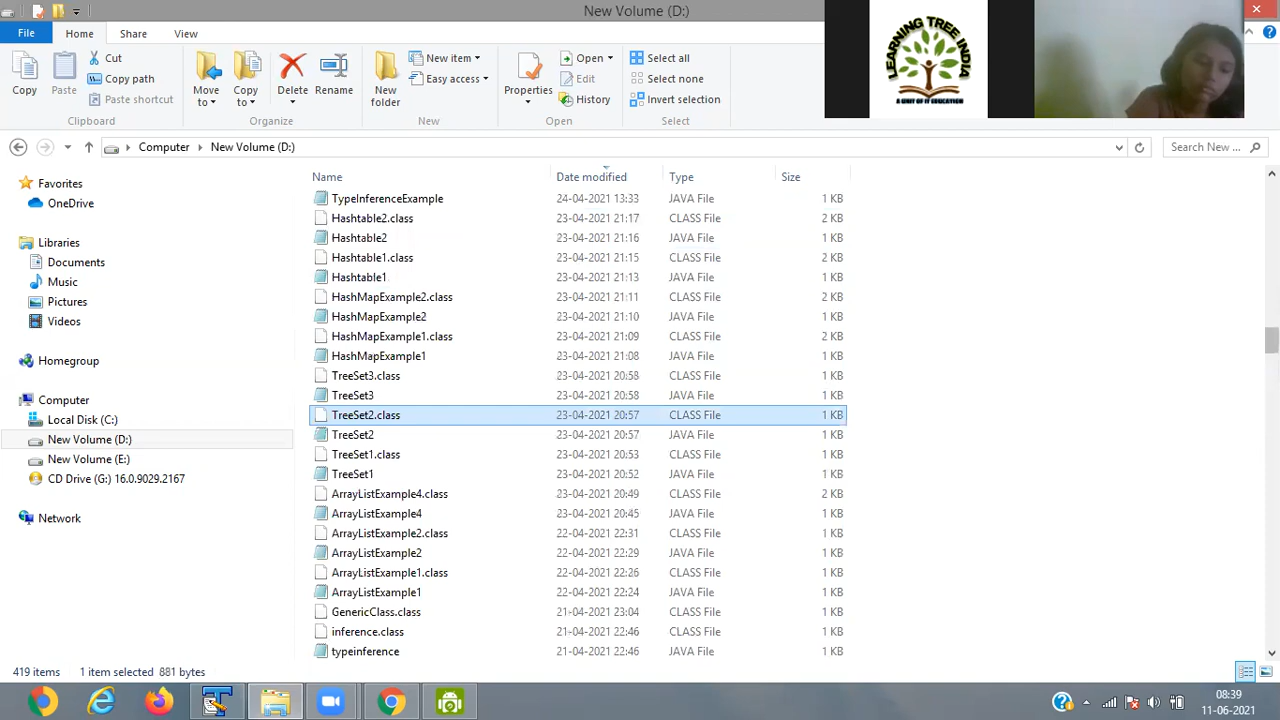 New Volume (D:)
File Home Share View
Copy Paste Cut Copy path Paste shortcut
Move to Copy to Delete Rename
New folder New item Easy access
Properties Open Edit History
Select all Select none Invert selection
Clipboard Organize New Open Select
LEARNING TREE INDIA
A UNIT OF IT EDUCATION
Computer New Volume (D:) Search New ...
Name Date modified Type Size
Favorites
OneDrive
Libraries
Documents
Music
Pictures
Videos
Homegroup
Computer
Local Disk (C:)
New Volume (D:)
New Volume (E:)
CD Drive (G:) 16.0.9029.2167
Network
TypeInferenceExample 24-04-2021 13:33 JAVA File 1 KB
Hashtable2.class 23-04-2021 21:17 CLASS File 2 KB
Hashtable2 23-04-2021 21:16 JAVA File 1 KB
Hashtable1.class 23-04-2021 21:15 CLASS File 2 KB
Hashtable1 23-04-2021 21:13 JAVA File 1 KB
HashMapExample2.class 23-04-2021 21:11 CLASS File 2 KB
HashMapExample2 23-04-2021 21:10 JAVA File 1 KB
HashMapExample1.class 23-04-2021 21:09 CLASS File 2 KB
HashMapExample1 23-04-2021 21:08 JAVA File 1 KB
TreeSet3.class 23-04-2021 20:58 CLASS File 1 KB
TreeSet3 23-04-2021 20:58 JAVA File 1 KB
TreeSet2.class 23-04-2021 20:57 CLASS File 1 KB
TreeSet2 23-04-2021 20:57 JAVA File 1 KB
TreeSet1.class 23-04-2021 20:53 CLASS File 1 KB
TreeSet1 23-04-2021 20:52 JAVA File 1 KB
ArrayListExample4.class 23-04-2021 20:49 CLASS File 2 KB
ArrayListExample4 23-04-2021 20:45 JAVA File 1 KB
ArrayListExample2.class 22-04-2021 22:31 CLASS File 1 KB
ArrayListExample2 22-04-2021 22:29 JAVA File 1 KB
ArrayListExample1.class 22-04-2021 22:26 CLASS File 1 KB
ArrayListExample1 22-04-2021 22:24 JAVA File 1 KB
GenericClass.class 21-04-2021 23:04 CLASS File 1 KB
inference.class 21-04-2021 22:46 CLASS File 1 KB
typeinference 21-04-2021 22:46 JAVA File 1 KB
419 items 1 item selected 881 bytes
08:39
11-06-2021